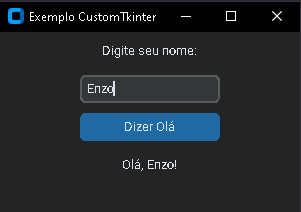 Exemplo CustomTkinter
Digite seu nome:
Enzo
Dizer Olá
Olá, Enzo!